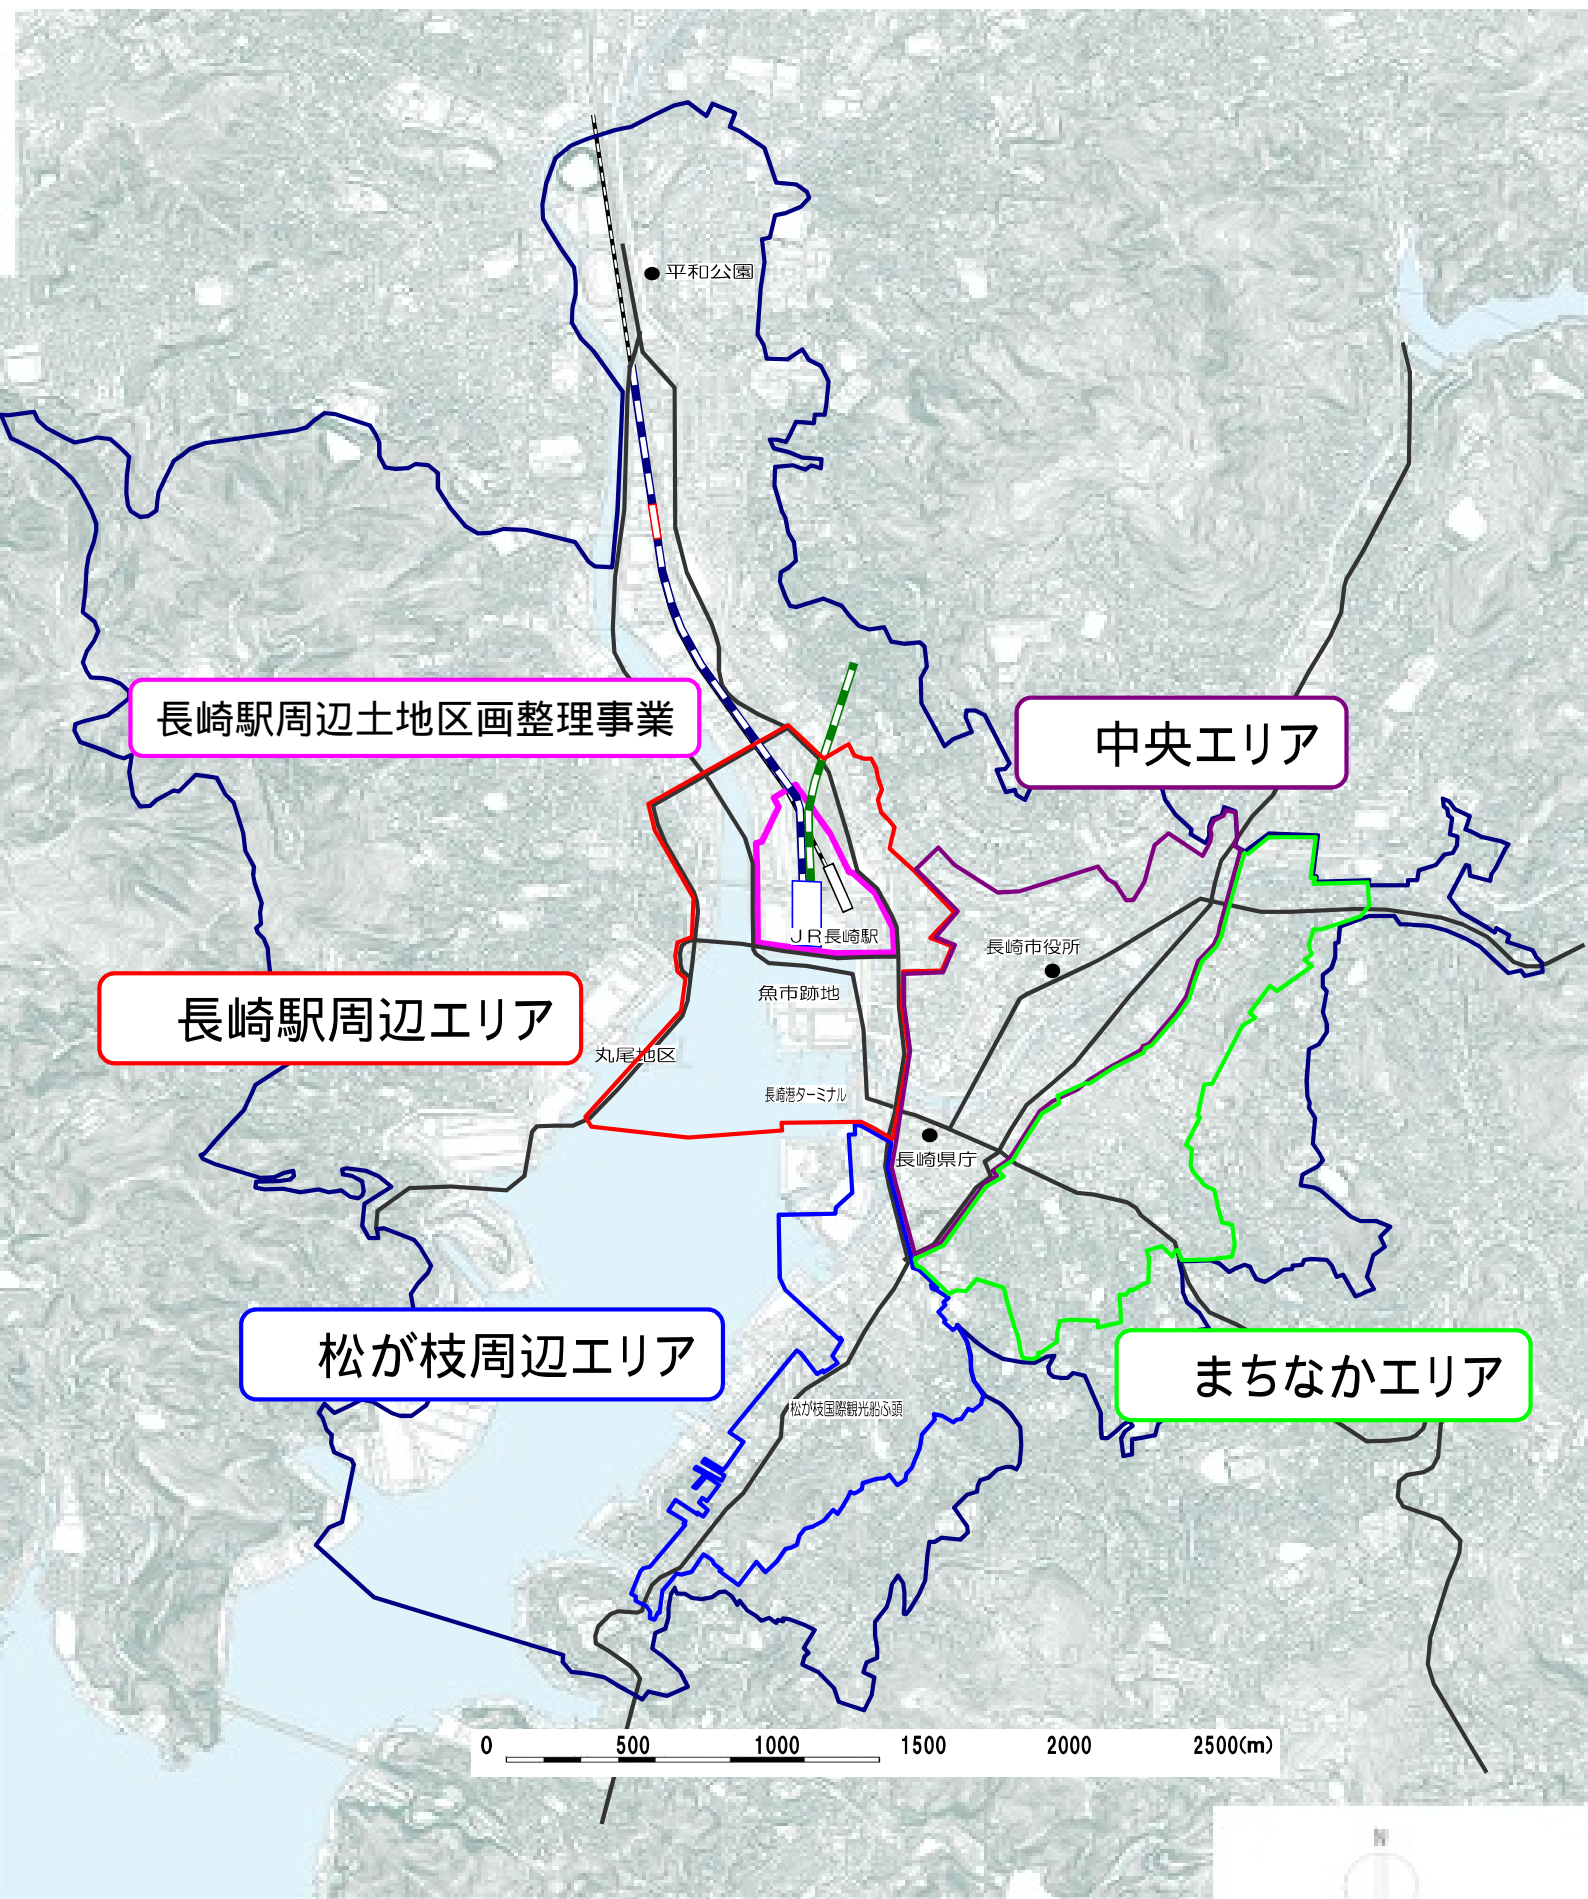 平和公園
長崎駅周辺土地区画整理事業
中央エリア
JR長崎駅
長崎市役所
魚市跡地
長崎駅周辺エリア
丸尾地区
長崎港ターミナル
長崎県庁
松が枝周辺エリア
まちなかエリア
松が枝国際観光船ふ頭
0 500 1000 1500 2000 2500(m)
N